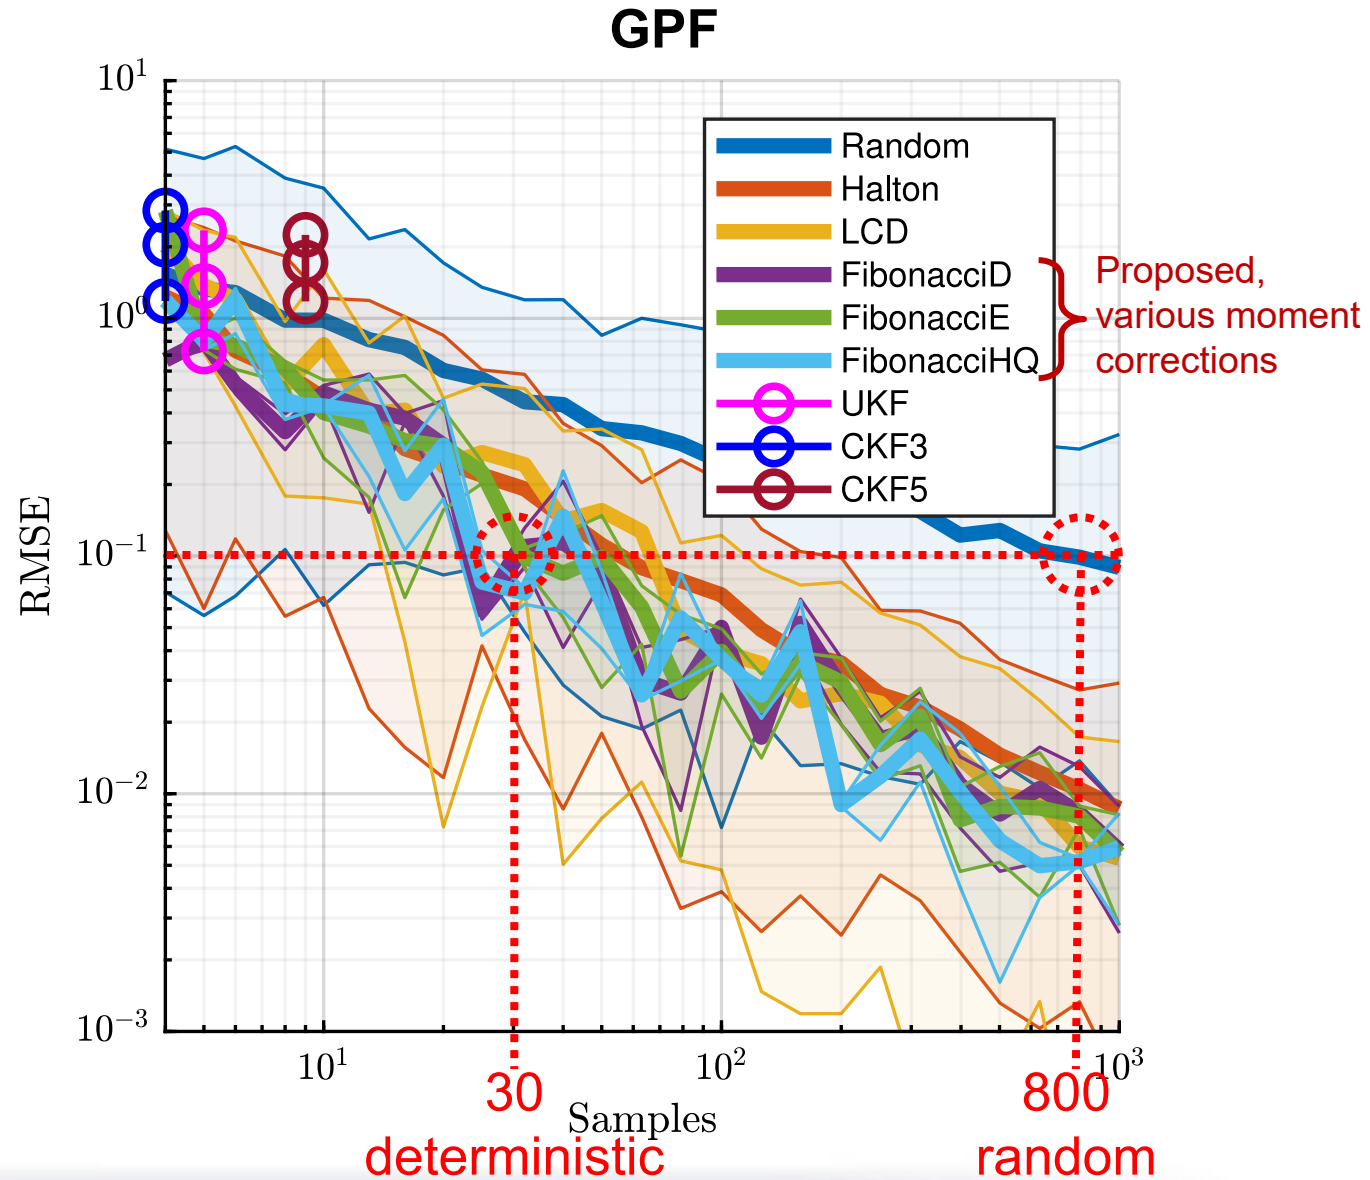 GPF
10^1
10^0
10^−1
10^−2
10^−3
RMSE
Random
Halton
LCD
FibonacciD
FibonacciE
FibonacciHQ
UKF
CKF3
CKF5
Proposed,
various moment
corrections
10^1
10^2
10^3
30
800
Samples
deterministic
random